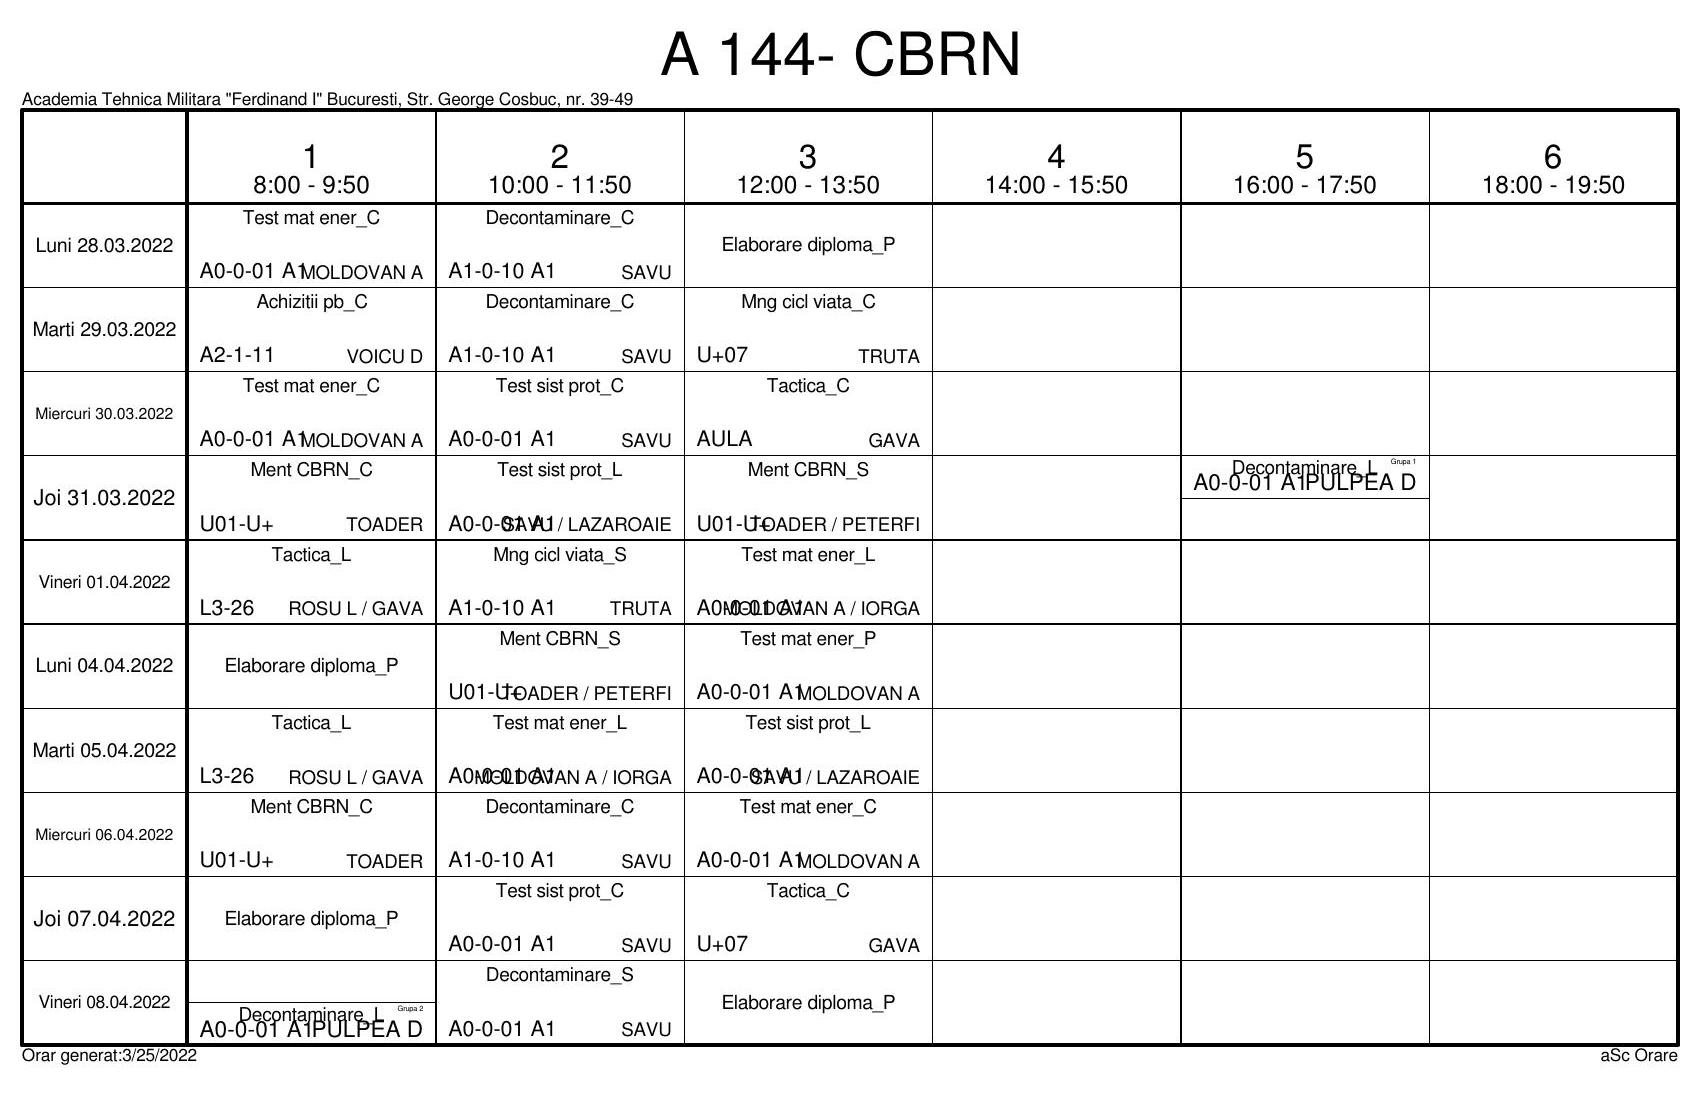 A 144- CBRN
Academia Tehnica Militara "Ferdinand I" Bucuresti, Str. George Cosbuc, nr. 39-49
1 2 3 4 5 6
8:00 - 9:50 10:00 - 11:50 12:00 - 13:50 14:00 - 15:50 16:00 - 17:50 18:00 - 19:50
Test mat ener_C Decontaminare_C
Luni 28.03.2022 Elaborare diploma_P
A0-0-01 A1 MOLDOVAN A A1-0-10 A1 SAVU
Achizitii pb_C Decontaminare_C Mng cicl viata_C
Marti 29.03.2022
A2-1-11 VOICU D A1-0-10 A1 SAVU U+07 TRUTA
Test mat ener_C Test sist prot_C Tactica_C
Miercuri 30.03.2022
A0-0-01 A1 MOLDOVAN A A0-0-01 A1 SAVU AULA GAVA
Ment CBRN_C Test sist prot_L Ment CBRN_S Decontaminare_L Grupa 1
Joi 31.03.2022 A0-0-01 A1 PULPEA D
U01-U+ TOADER A0-0-01 A1 SAVU / LAZAROAIE U01-U+ TOADER / PETERFI
Tactica_L Mng cicl viata_S Test mat ener_L
Vineri 01.04.2022
L3-26 ROSU L / GAVA A1-0-10 A1 TRUTA A0-0-01 A1 MOLDOVAN A / IORGA
Ment CBRN_S Test mat ener_P
Luni 04.04.2022 Elaborare diploma_P
U01-U+ TOADER / PETERFI A0-0-01 A1 MOLDOVAN A
Tactica_L Test mat ener_L Test sist prot_L
Marti 05.04.2022
L3-26 ROSU L / GAVA A0-0-01 A1 MOLDOVAN A / IORGA A0-0-01 A1 SAVU / LAZAROAIE
Ment CBRN_C Decontaminare_C Test mat ener_C
Miercuri 06.04.2022
U01-U+ TOADER A1-0-10 A1 SAVU A0-0-01 A1 MOLDOVAN A
Test sist prot_C Tactica_C
Joi 07.04.2022 Elaborare diploma_P
A0-0-01 A1 SAVU U+07 GAVA
Decontaminare_S
Vineri 08.04.2022 Elaborare diploma_P
Decontaminare_L Grupa 2
A0-0-01 A1 PULPEA D A0-0-01 A1 SAVU
Orar generat:3/25/2022 aSc Orare